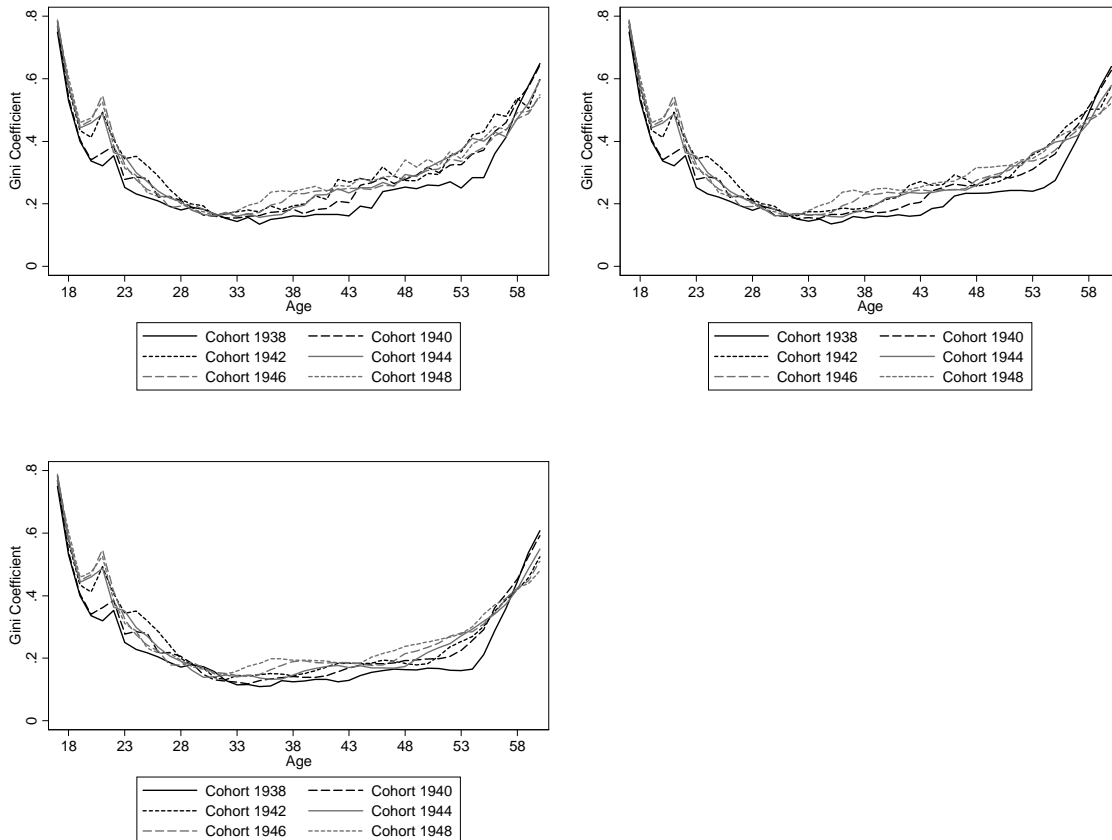 .8
.6
.4
.2
0
Gini Coefficient
18 23 28 33 38 43 48 53 58
Age
Cohort 1938 Cohort 1940
Cohort 1942 Cohort 1944
Cohort 1946 Cohort 1948
.8
.6
.4
.2
0
Gini Coefficient
18 23 28 33 38 43 48 53 58
Age
Cohort 1938 Cohort 1940
Cohort 1942 Cohort 1944
Cohort 1946 Cohort 1948
.8
.6
.4
.2
0
Gini Coefficient
18 23 28 33 38 43 48 53 58
Age
Cohort 1938 Cohort 1940
Cohort 1942 Cohort 1944
Cohort 1946 Cohort 1948